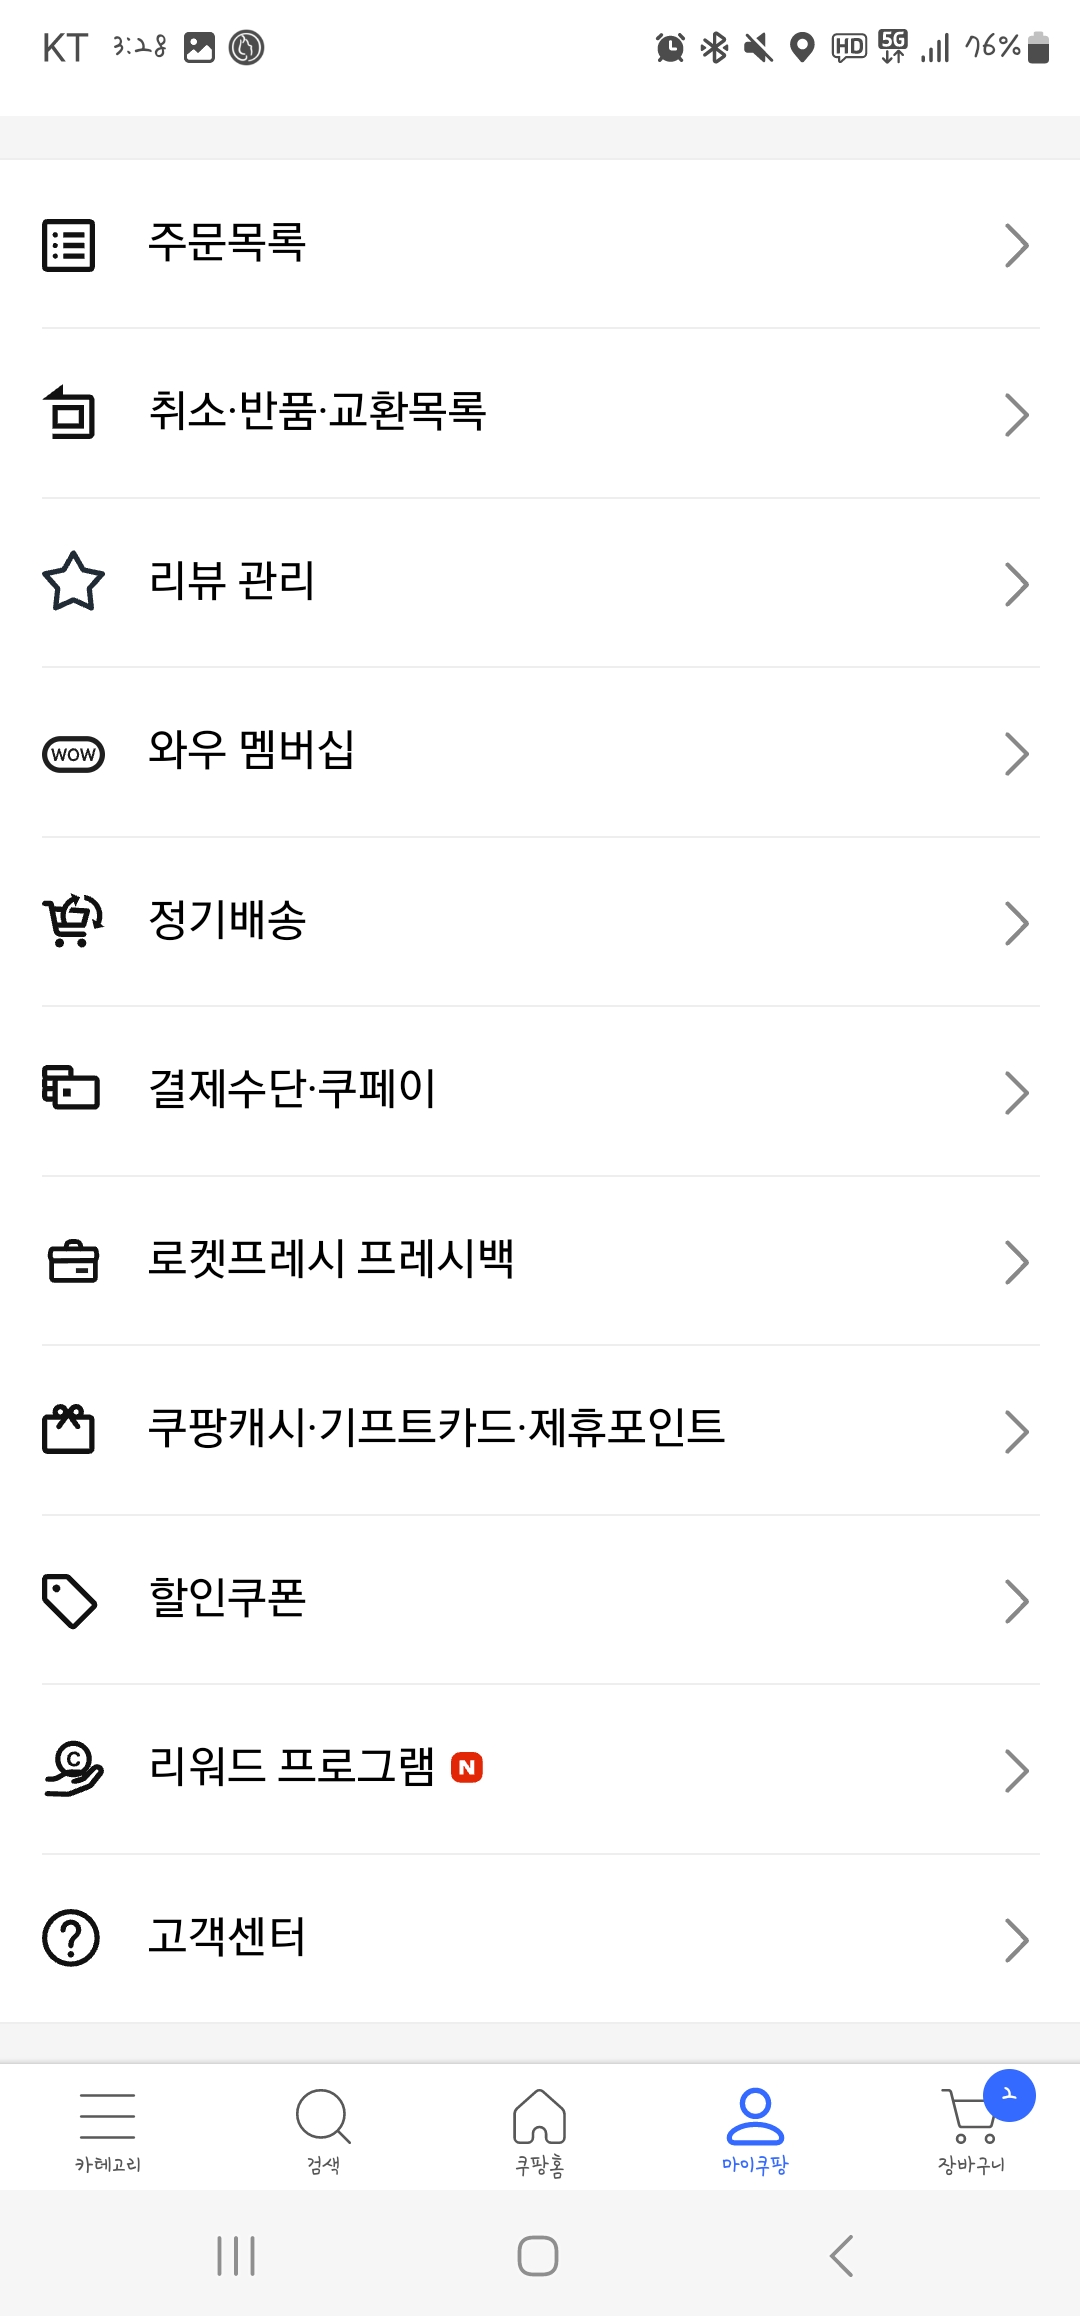 KT 3:28 HD 5G 76%
주문목록
취소·반품·교환목록
리뷰 관리
WOW 와우 멤버십
정기배송
결제수단·쿠페이
로켓프레시 프레시백
쿠팡캐시·기프트카드·제휴포인트
할인쿠폰
C 리워드 프로그램 N
? 고객센터
2
카테고리 검색 쿠팡홈 마이쿠팡 장바구니